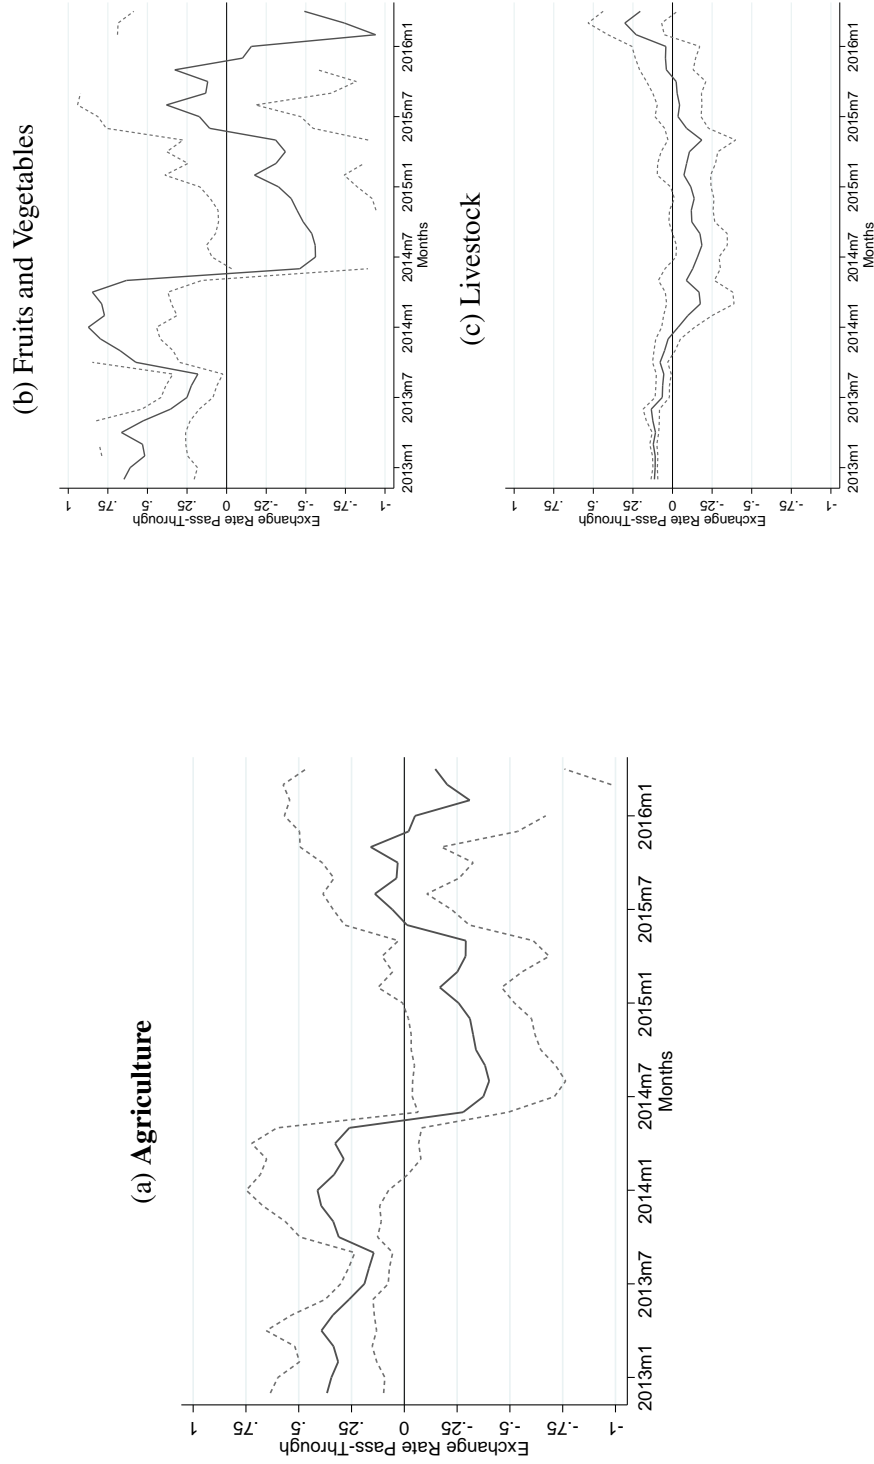 (a) Agriculture
Exchange Rate Pass-Through
1
.75
.5
.25
0
-.25
-.5
-.75
-1
2013m1
2013m7
2014m1
2014m7
2015m1
2015m7
2016m1
Months
(b) Fruits and Vegetables
Exchange Rate Pass-Through
1
.75
.5
.25
0
-.25
-.5
-.75
-1
2013m1
2013m7
2014m1
2014m7
2015m1
2015m7
2016m1
Months
(c) Livestock
Exchange Rate Pass-Through
1
.75
.5
.25
0
-.25
-.5
-.75
-1
2013m1
2013m7
2014m1
2014m7
2015m1
2015m7
2016m1
Months